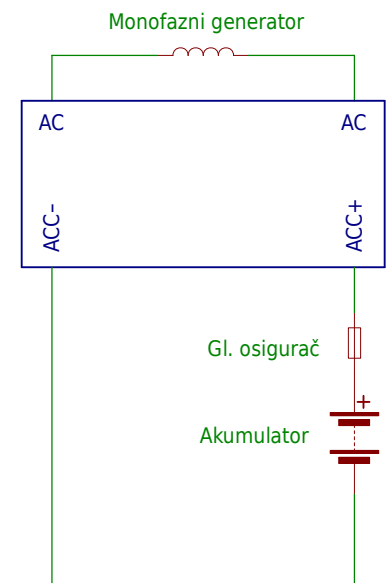 Monofazni generator
AC
AC
ACC-
ACC+
Gl. osigurač
+
Akumulator